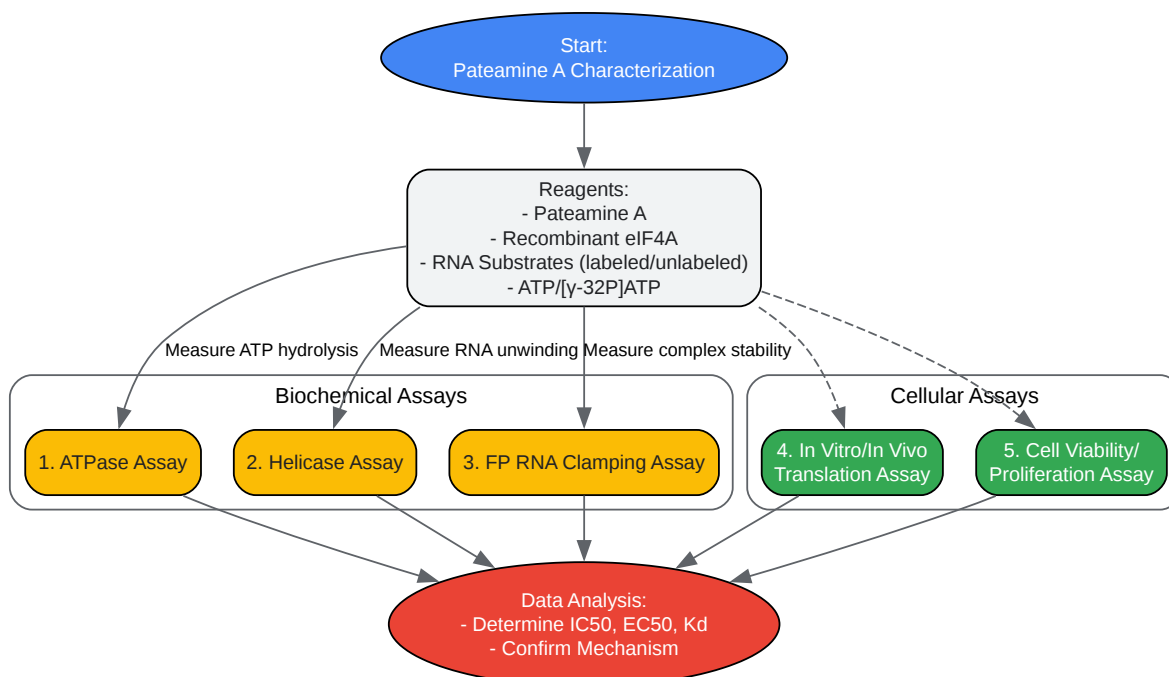 Start:
Pateamine A Characterization
Reagents:
- Pateamine A
- Recombinant eIF4A
- RNA Substrates (labeled/unlabeled)
- ATP/[γ-32P]ATP
Measure ATP hydrolysis
Measure RNA unwinding
Measure complex stability
Biochemical Assays
Cellular Assays
1. ATPase Assay
2. Helicase Assay
3. FP RNA Clamping Assay
4. In Vitro/In Vivo
Translation Assay
5. Cell Viability/
Proliferation Assay
Data Analysis:
- Determine IC50, EC50, Kd
- Confirm Mechanism